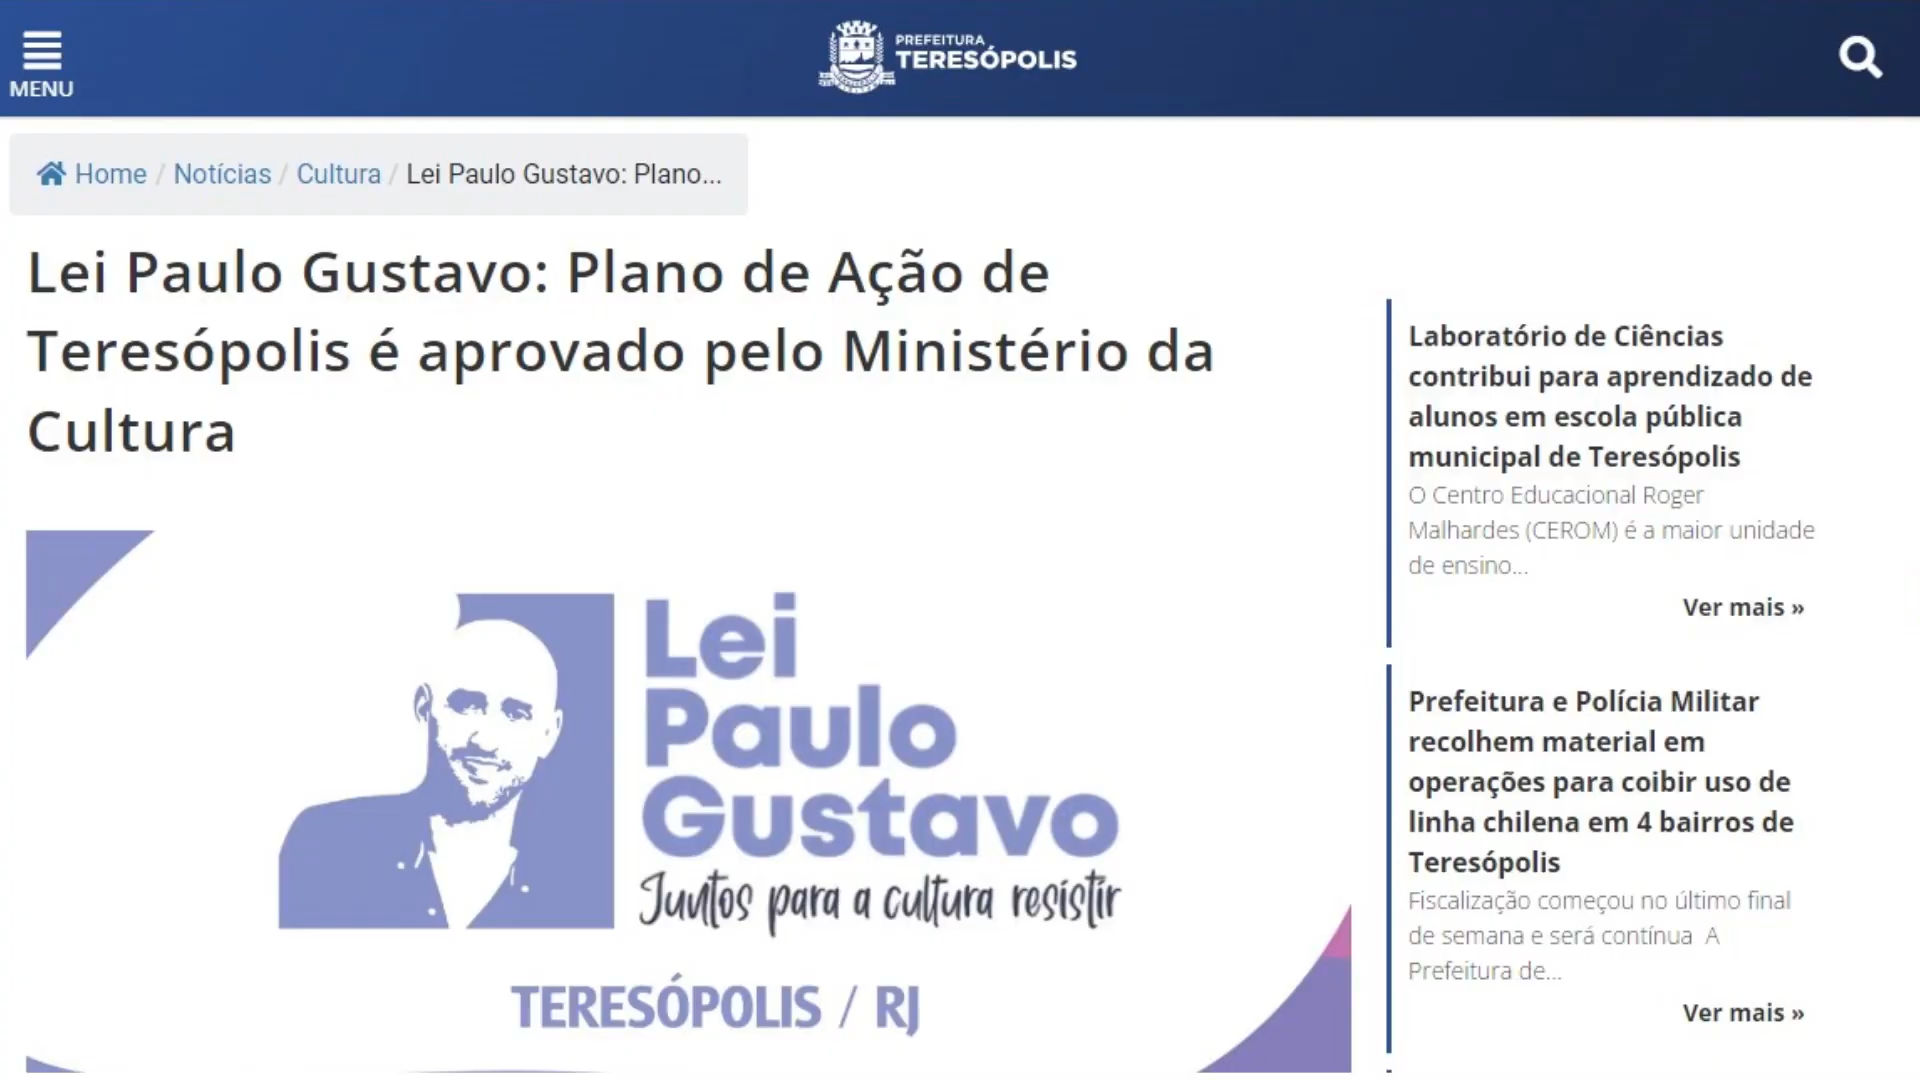 MENU
PREFEITURA
TERESÓPOLIS
Home / Notícias / Cultura / Lei Paulo Gustavo: Plano...
Lei Paulo Gustavo: Plano de Ação de
Teresópolis é aprovado pelo Ministério da
Cultura
Lei
Paulo
Gustavo
Juntos para a cultura resistir
TERESÓPOLIS / RJ
Laboratório de Ciências
contribui para aprendizado de
alunos em escola pública
municipal de Teresópolis
O Centro Educacional Roger
Malhardes (CEROM) é a maior unidade
de ensino...
Ver mais »
Prefeitura e Polícia Militar
recolhem material em
operações para coibir uso de
linha chilena em 4 bairros de
Teresópolis
Fiscalização começou no último final
de semana e será contínua  A
Prefeitura de...
Ver mais »